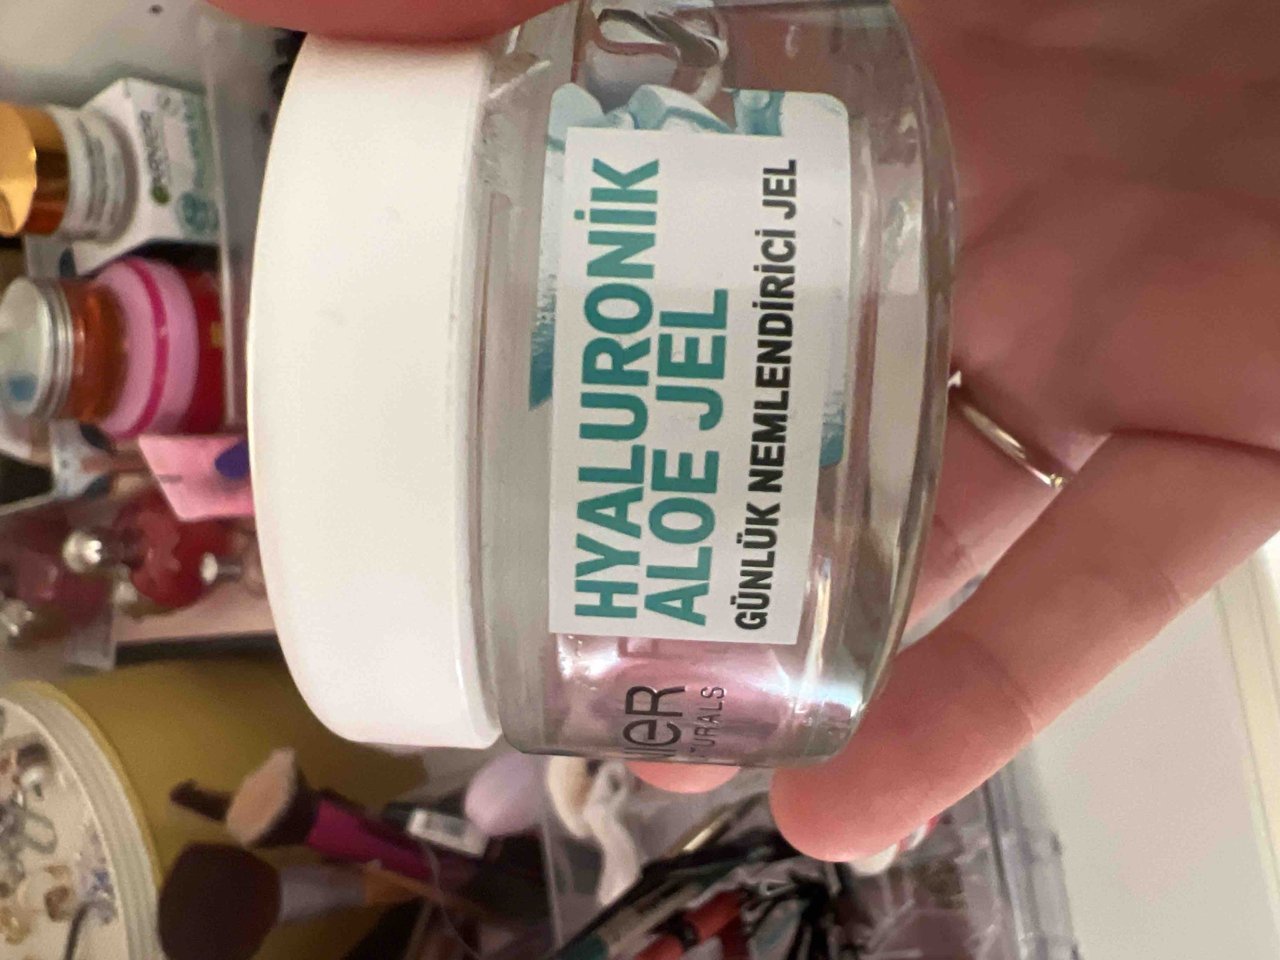 HYALURONİK
ALOE JEL
GÜNLÜK NEMLENDİRİCİ JEL